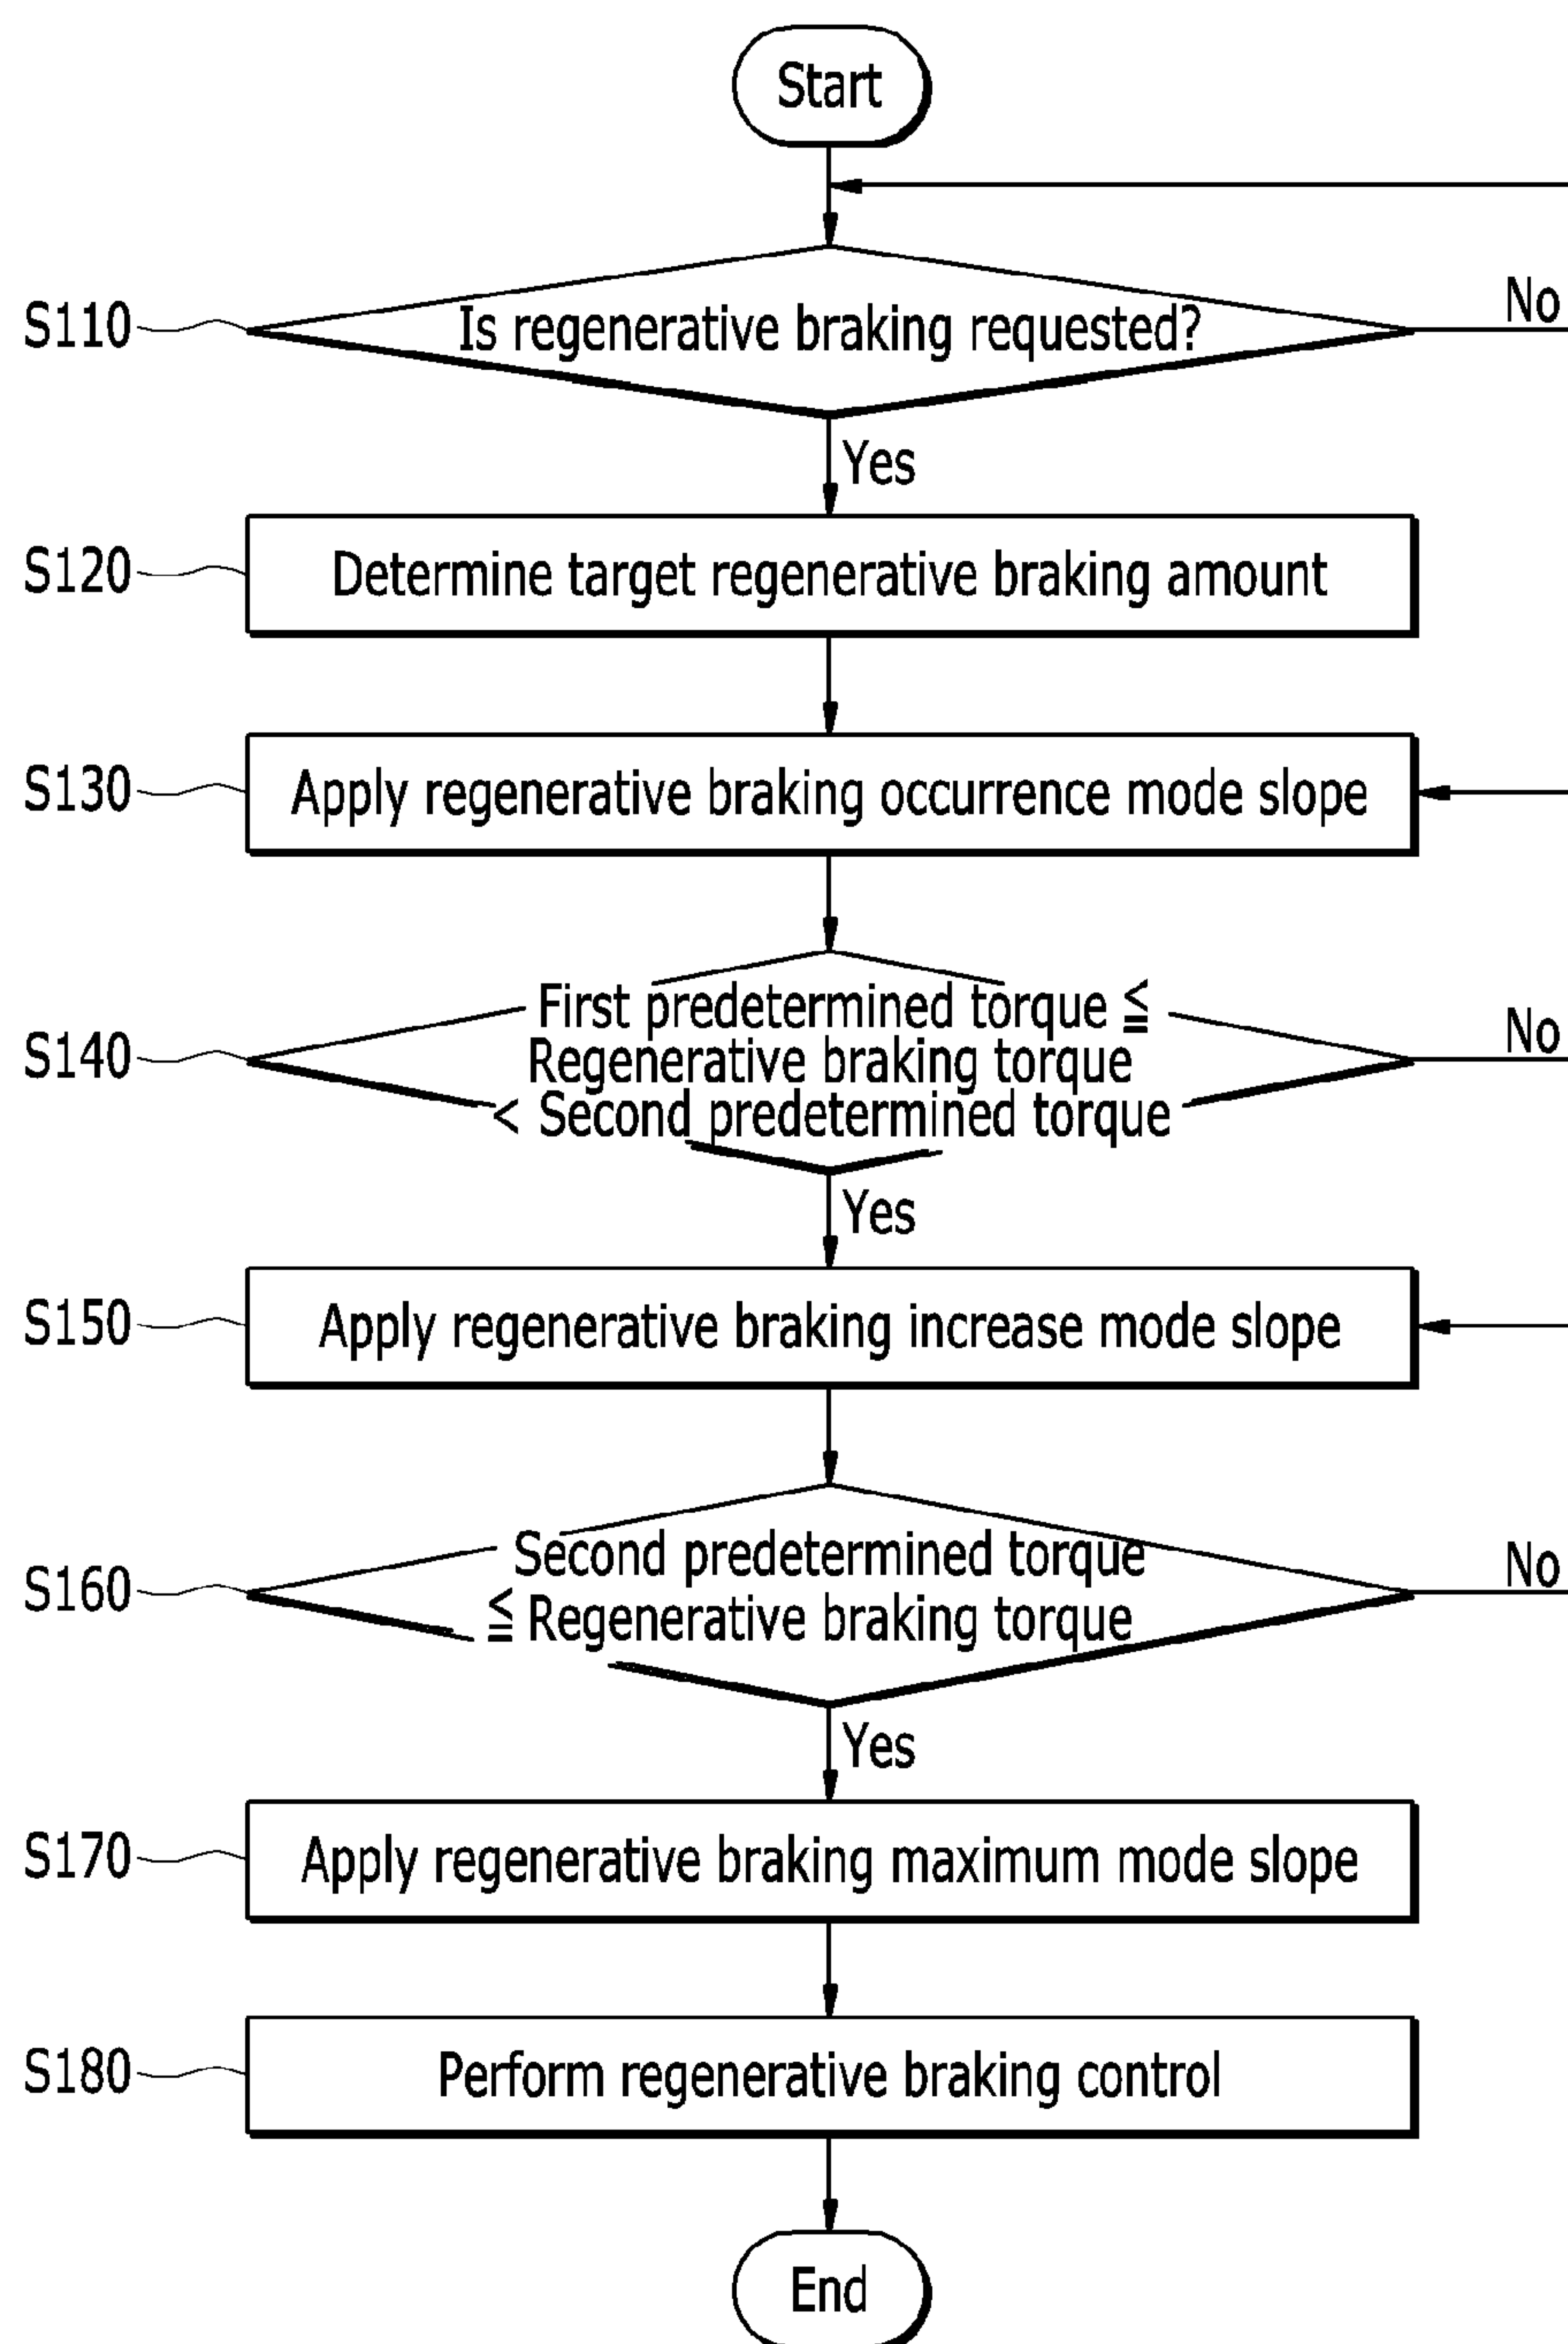 Start
S110
Is regenerative braking requested?
No
Yes
S120
Determine target regenerative braking amount
S130
Apply regenerative braking occurrence mode slope
S140
First predetermined torque ≦
Regenerative braking torque
< Second predetermined torque
No
Yes
S150
Apply regenerative braking increase mode slope
S160
Second predetermined torque
≦ Regenerative braking torque
No
Yes
S170
Apply regenerative braking maximum mode slope
S180
Perform regenerative braking control
End